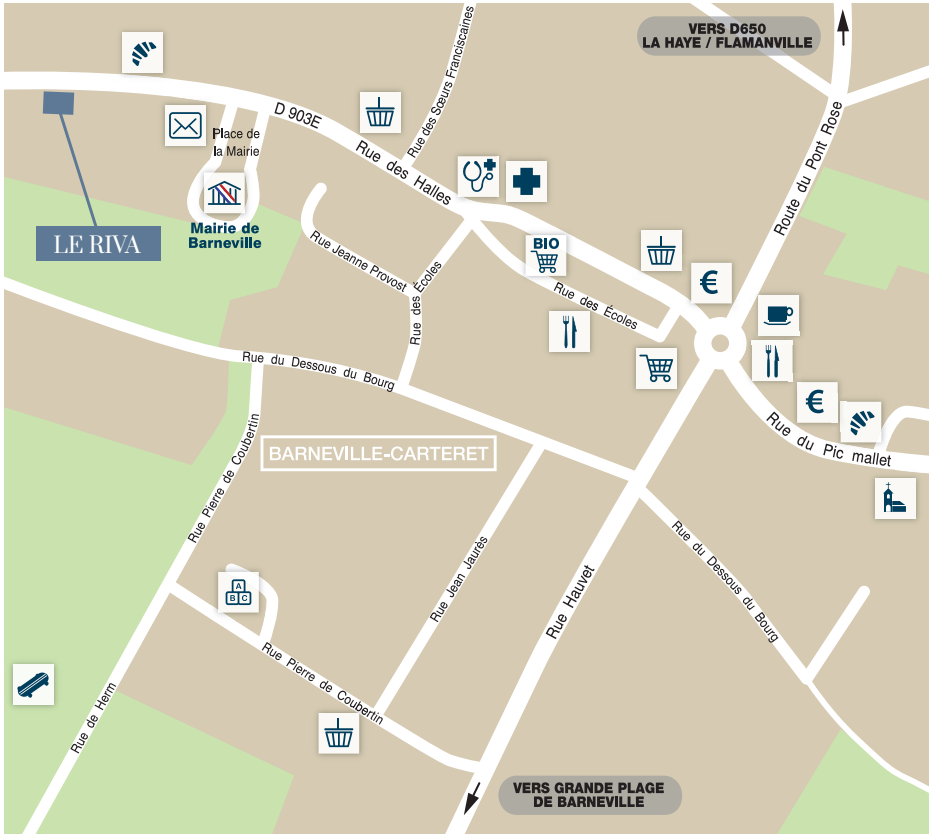 VERS D650
LA HAYE / FLAMANVILLE
D 903E
Rue des Sœurs Franciscaines
Route du Pont Rose
Place de
la Mairie
Rue des Halles
Mairie de
Barneville
LE RIVA
Rue Jeanne Provost
Rue des Écoles
BIO
Rue des Écoles
€
€
Rue du Dessous du Bourg
Rue du Pic mallet
BARNEVILLE-CARTERET
Rue Pierre de Coubertin
Rue Jean Jaurès
Rue Hauvet
Rue du Dessous du Bourg
A
B C
Rue Pierre de Coubertin
Rue de Herm
VERS GRANDE PLAGE
DE BARNEVILLE